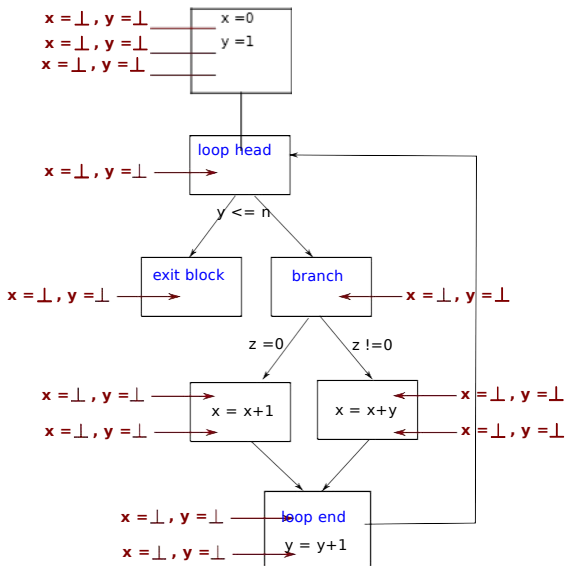 x =⊥ , y =⊥
x =0
x =⊥ , y =⊥
y =1
x =⊥ , y =⊥
loop head
x =⊥ , y =⊥
y <= n
exit block
branch
x =⊥ , y =⊥
x =⊥ , y =⊥
z =0
z !=0
x =⊥ , y =⊥
x =⊥ , y =⊥
x = x+1
x = x+y
x =⊥ , y =⊥
x =⊥ , y =⊥
x =⊥ , y =⊥
loop end
y = y+1
x =⊥ , y =⊥